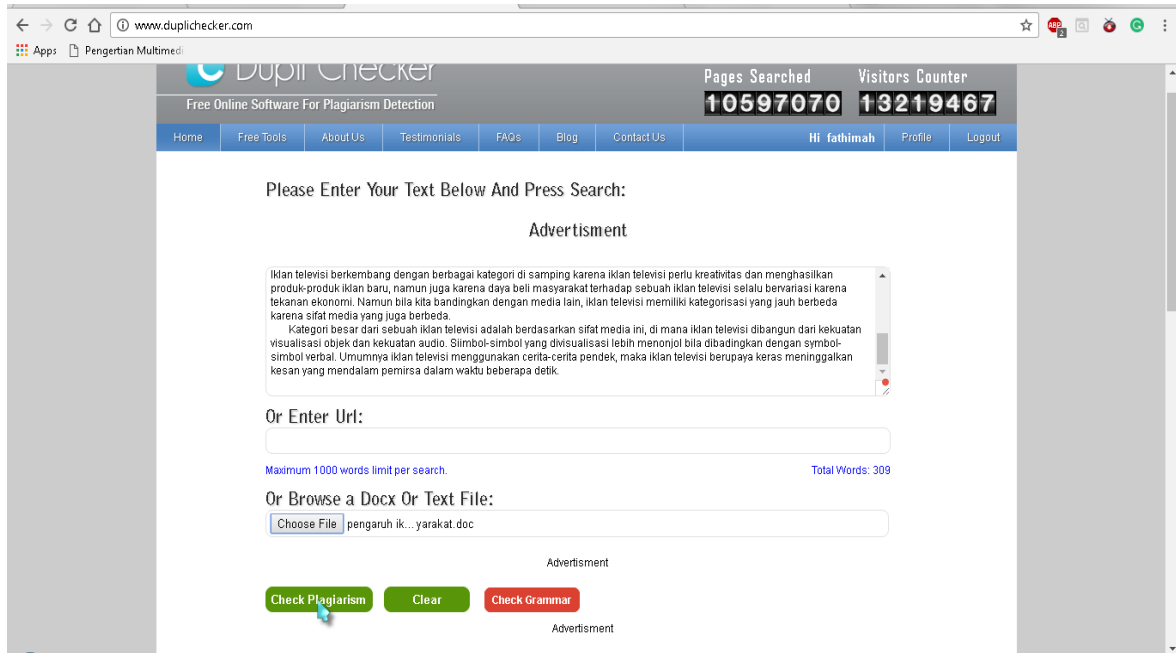 www.duplichecker.com
ABP
2
Apps Pengertian Multimedi
Dupli Checker
Free Online Software For Plagiarism Detection
Pages Searched Visitors Counter
10597070 13219467
Home Free Tools About Us Testimonials FAQs Blog Contact Us Hi fathimah Profile Logout
Please Enter Your Text Below And Press Search:
Advertisment
Iklan televisi berkembang dengan berbagai kategori di samping karena iklan televisi perlu kreativitas dan menghasilkan
produk-produk iklan baru, namun juga karena daya beli masyarakat terhadap sebuah iklan televisi selalu bervariasi karena
tekanan ekonomi. Namun bila kita bandingkan dengan media lain, iklan televisi memiliki kategorisasi yang jauh berbeda
karena sifat media yang juga berbeda.
Kategori besar dari sebuah iklan televisi adalah berdasarkan sifat media ini, di mana iklan televisi dibangun dari kekuatan
visualisasi objek dan kekuatan audio. Siimbol-simbol yang divisualisasi lebih menonjol bila dibadingkan dengan symbol-
simbol verbal. Umumnya iklan televisi menggunakan cerita-cerita pendek, maka iklan televisi berupaya keras meninggalkan
kesan yang mendalam pemirsa dalam waktu beberapa detik.
Or Enter Url:
Maximum 1000 words limit per search. Total Words: 309
Or Browse a Docx Or Text File:
Choose File pengaruh ik...yarakat.doc
Advertisment
Check Plagiarism Clear Check Grammar
Advertisment